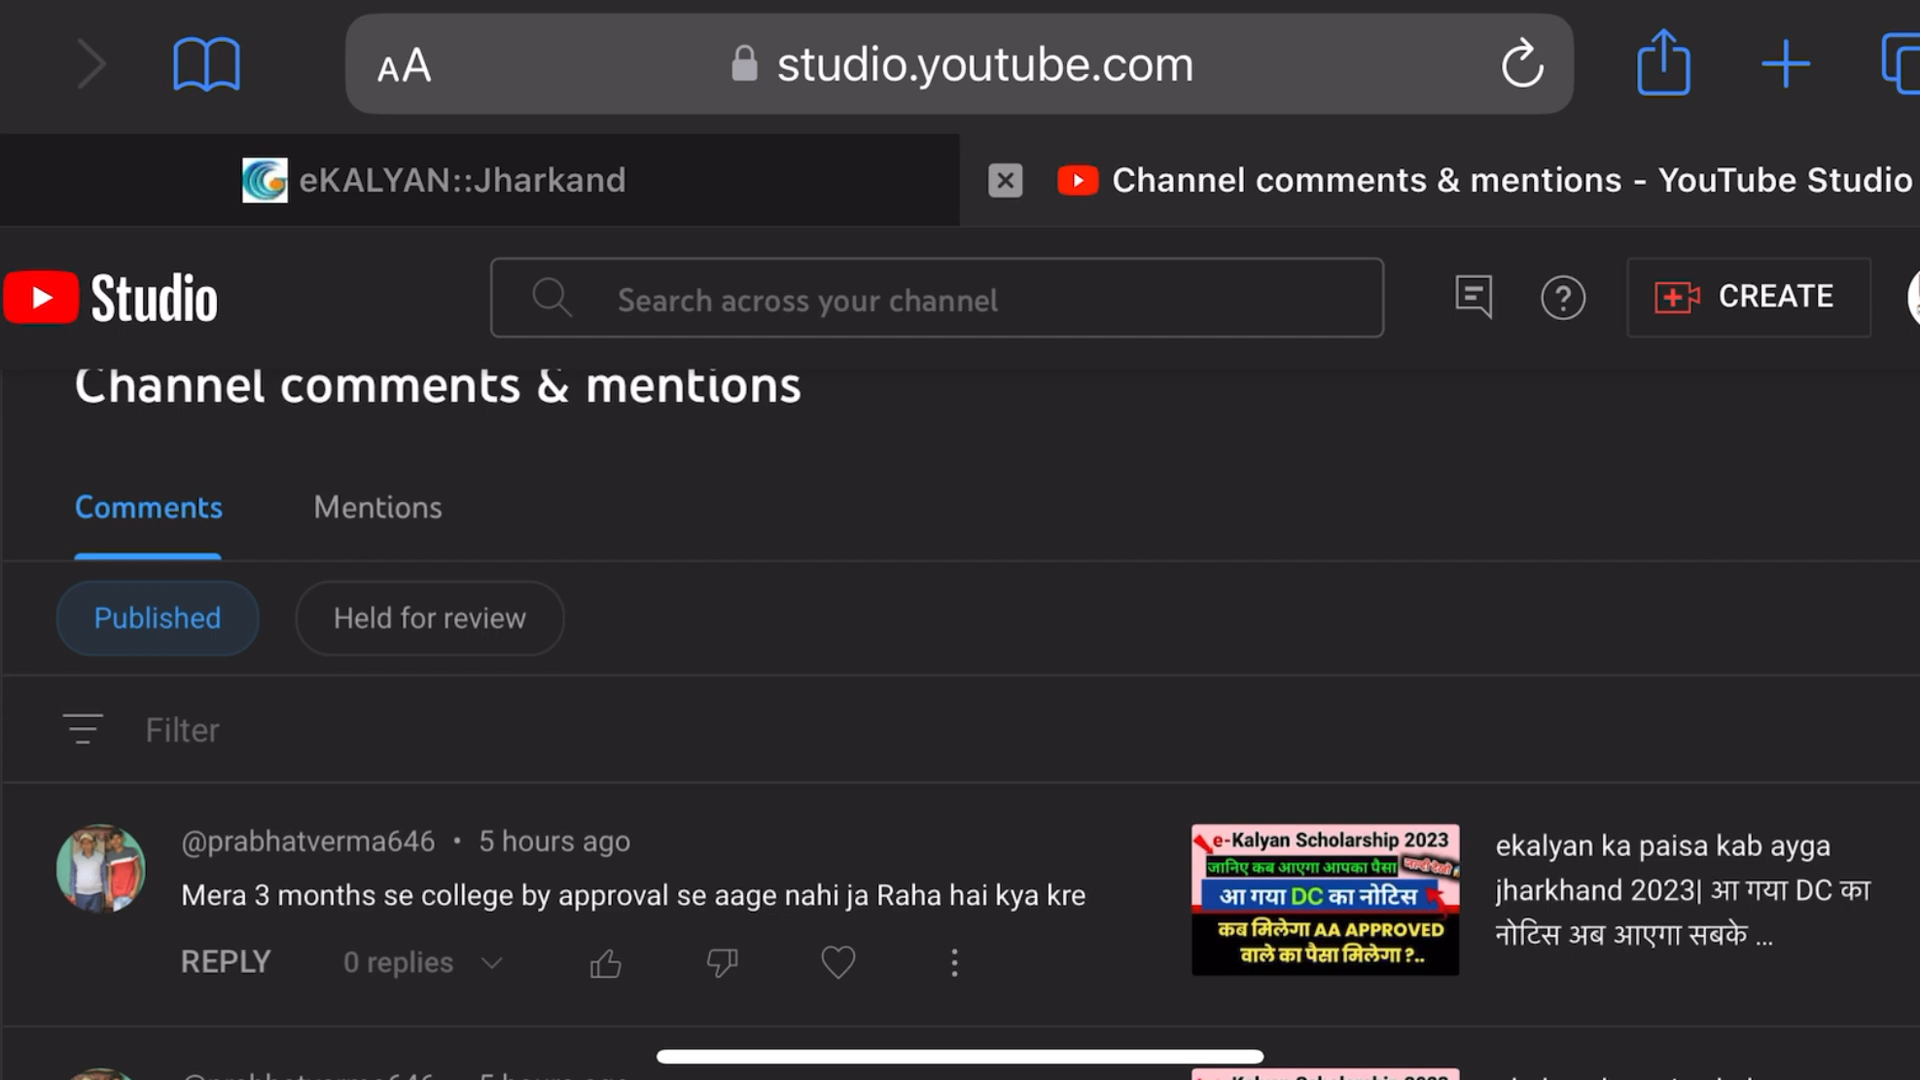 AA studio.youtube.com
eKALYAN::Jharkand
Channel comments & mentions - YouTube Studio
Studio
Search across your channel
CREATE
Channel comments & mentions
Comments Mentions
Published Held for review
Filter
@prabhatverma646 • 5 hours ago
Mera 3 months se college by approval se aage nahi ja Raha hai kya kre
REPLY 0 replies
e-Kalyan Scholarship 2023
जानिए कब आएगा आपका पैसा
आ गया DC का नोटिस
कब मिलेगा AA APPROVED
वाले का पैसा मिलेगा ?..
ekalyan ka paisa kab ayga
jharkhand 2023| आ गया DC का
नोटिस अब आएगा सबके ...